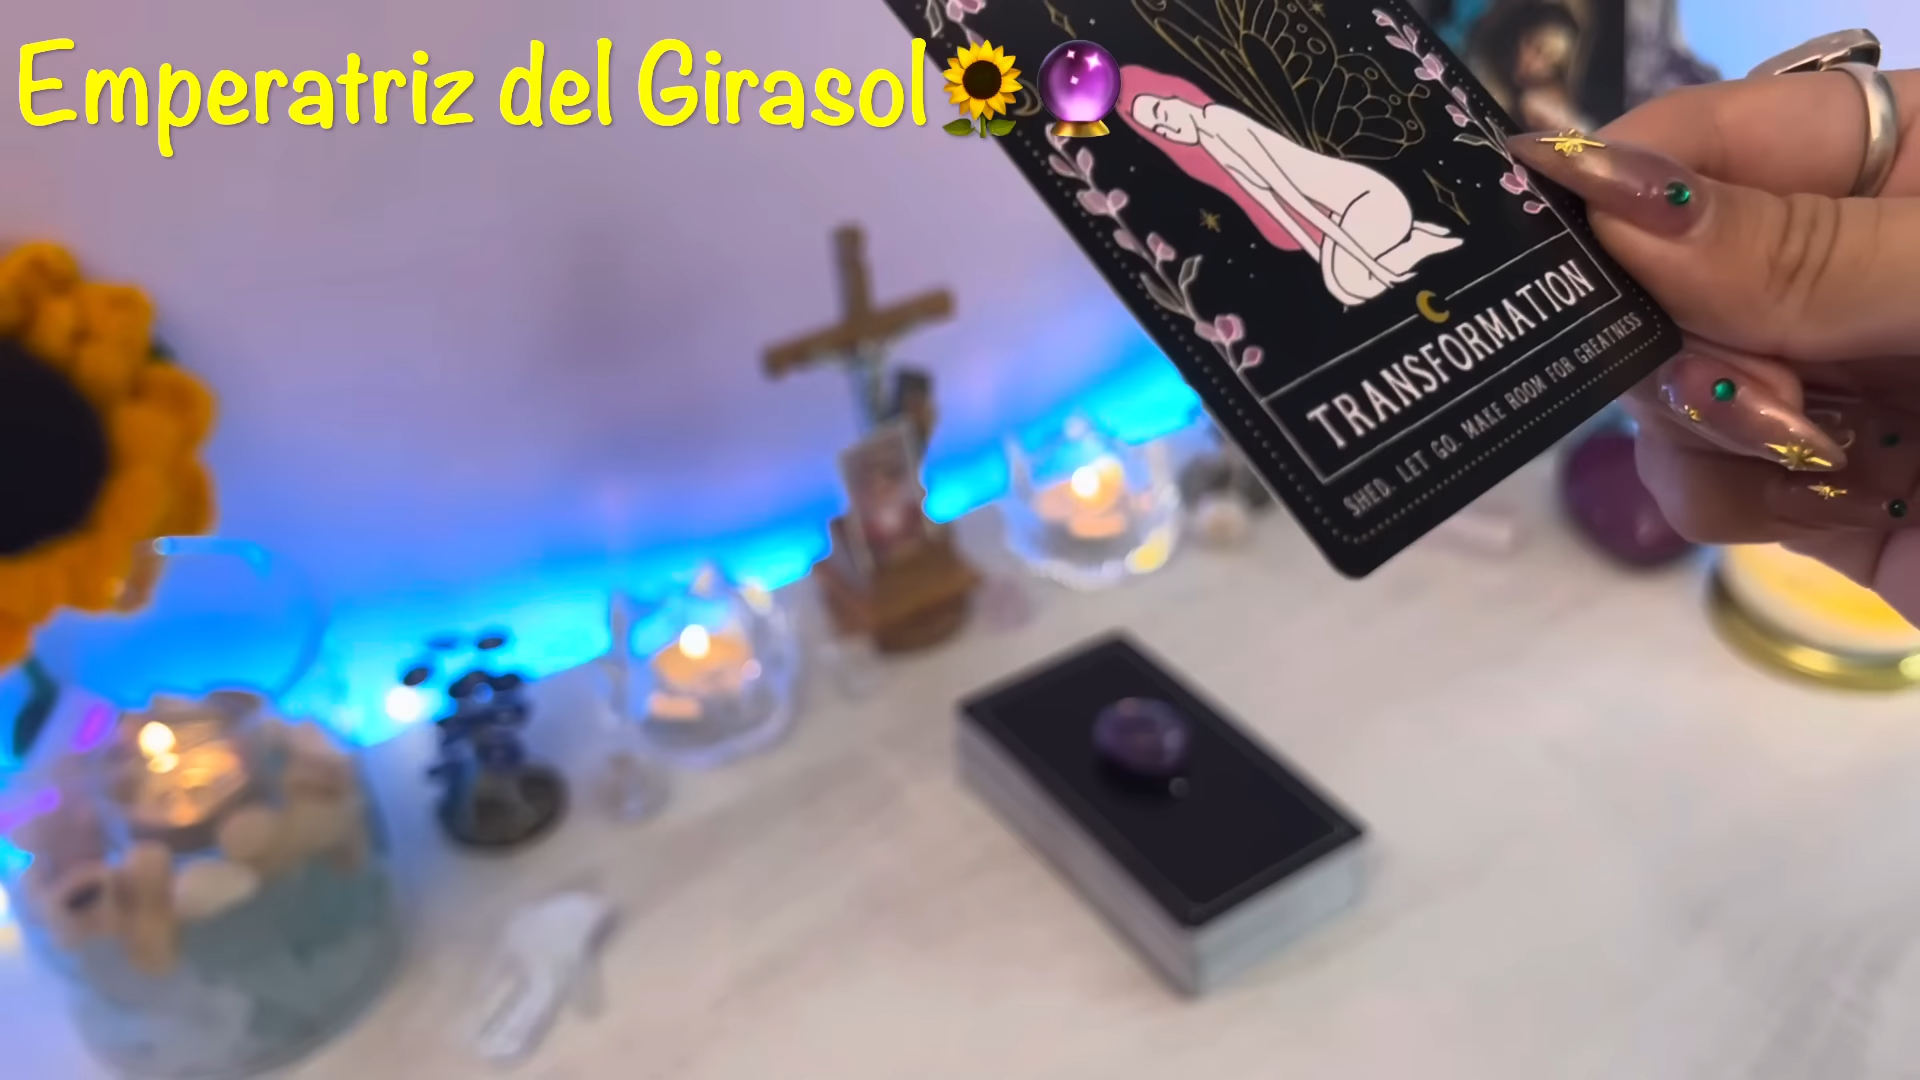 Emperatriz del Girasol🌻🔮
TRANSFORMATION
SHED. LET GO. MAKE ROOM FOR GREATNESS